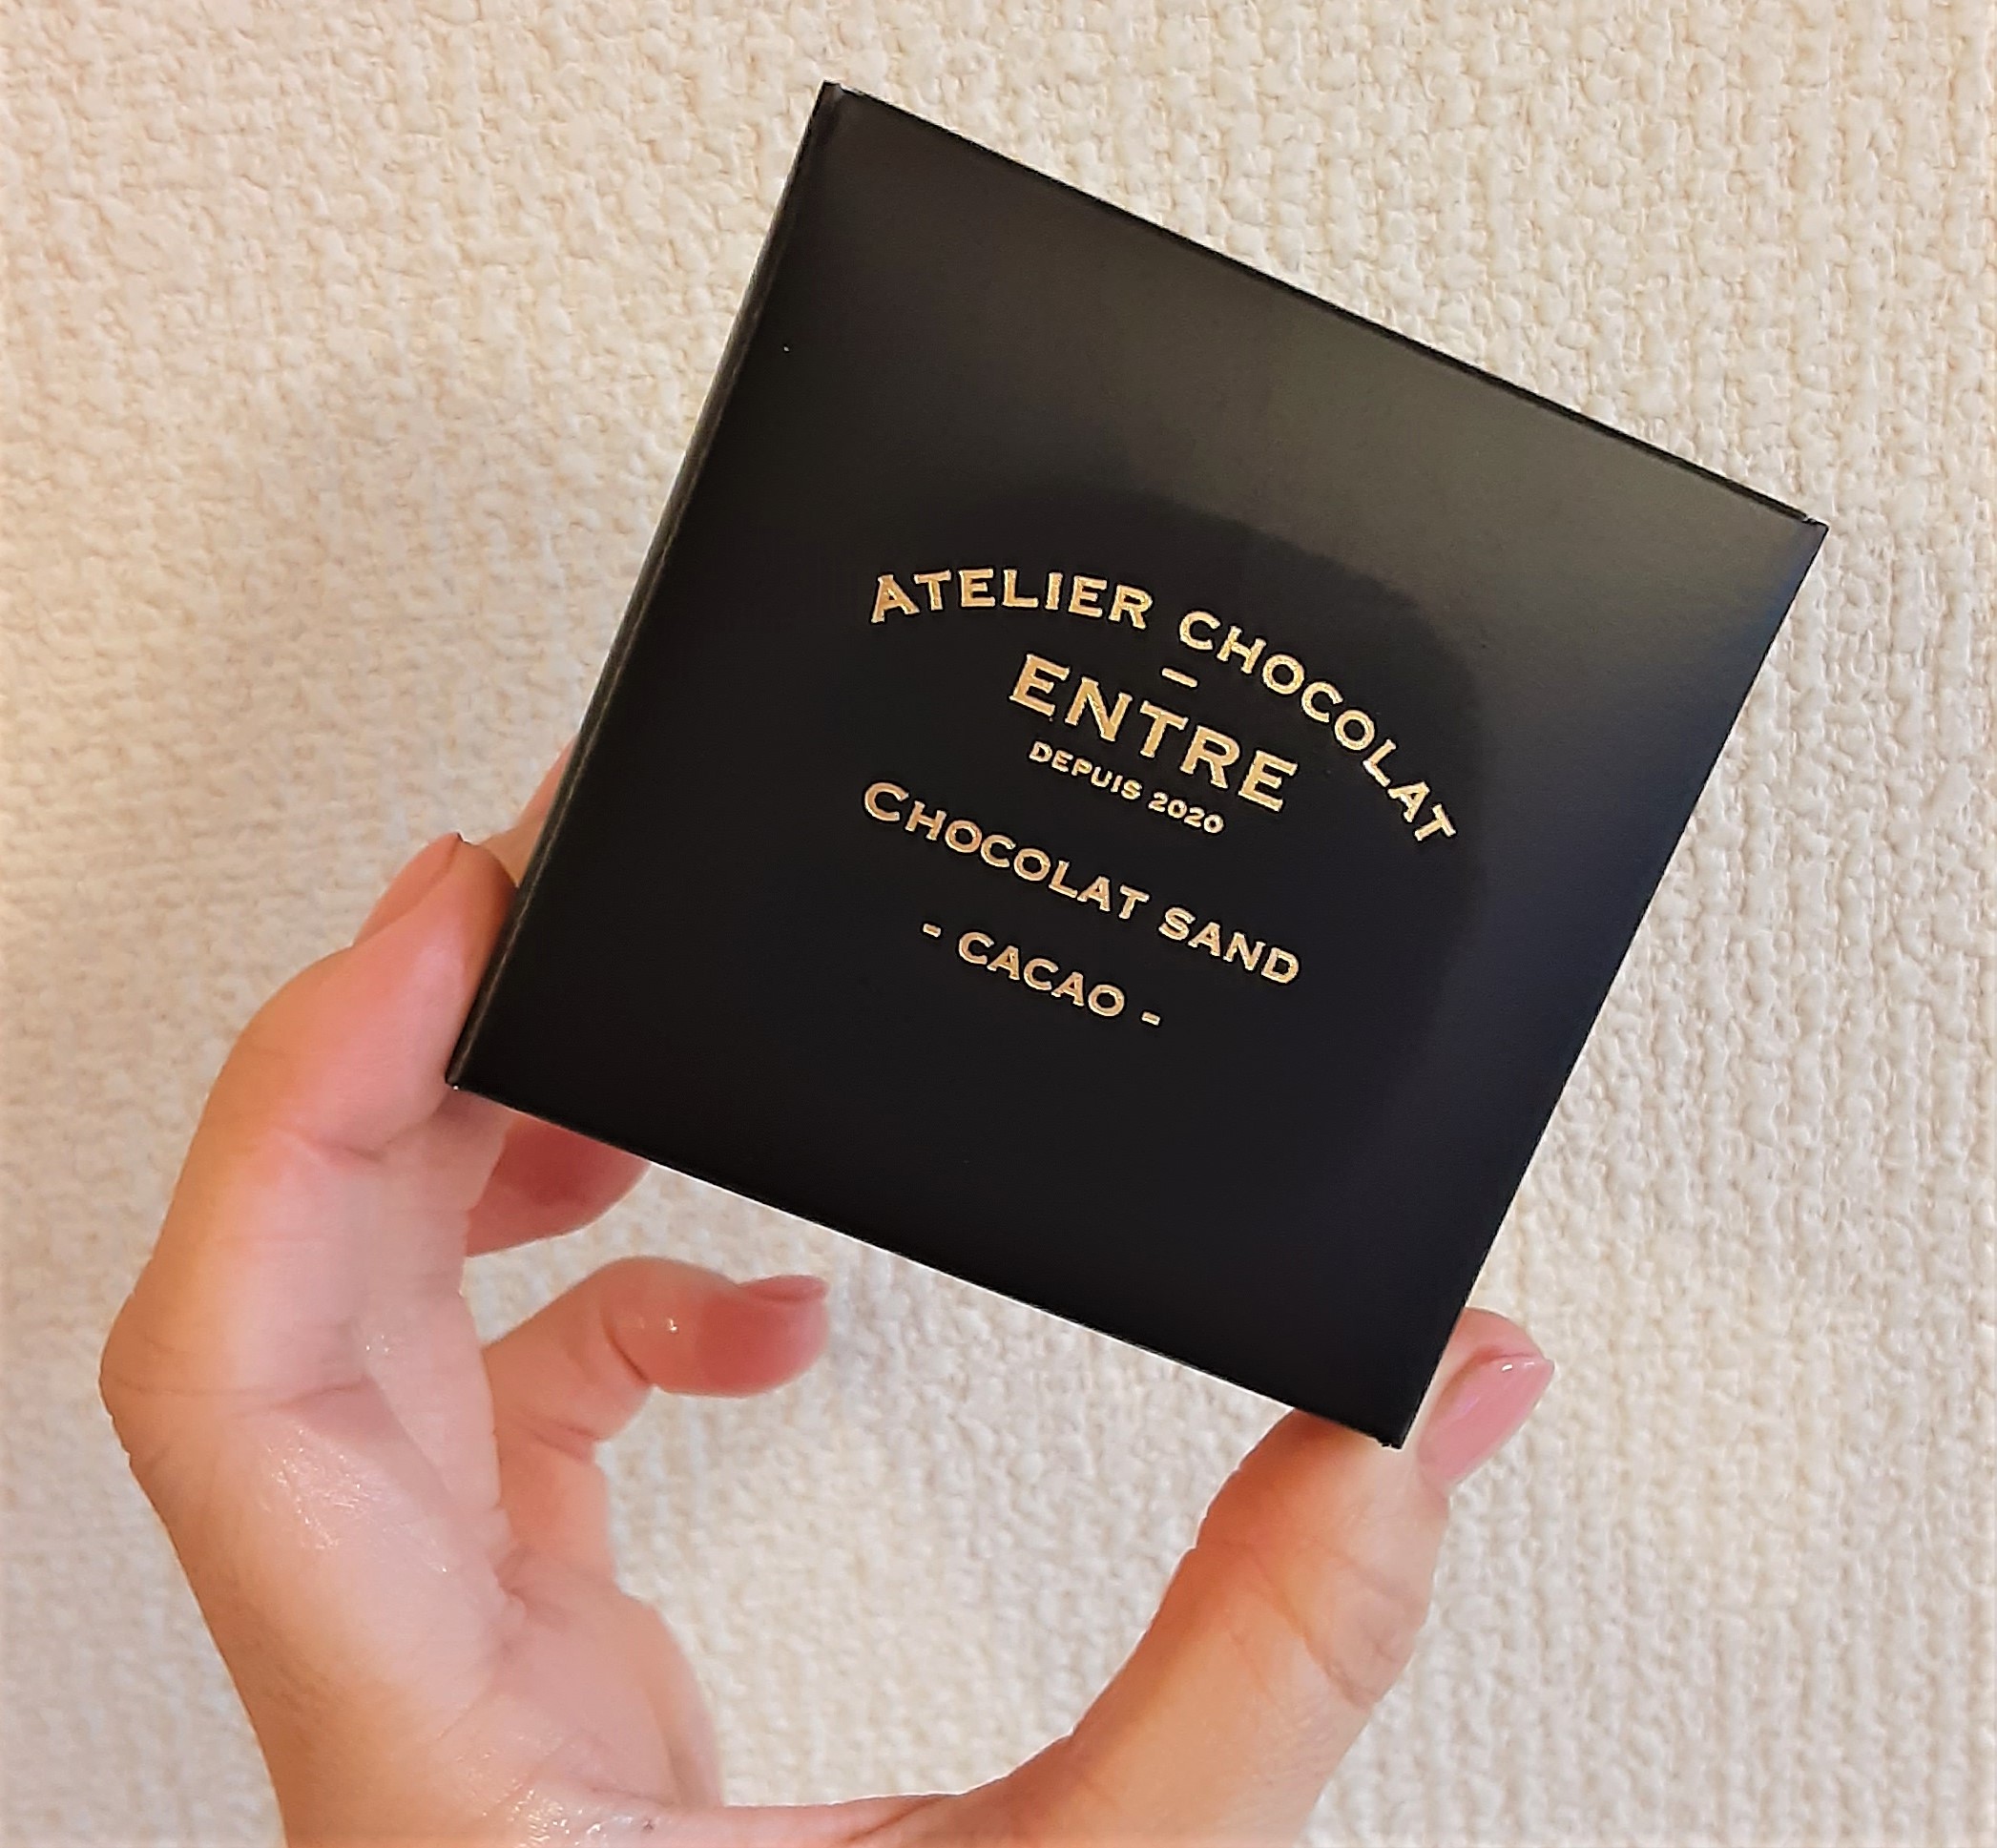 ATELIER CHOCOLAT
–
ENTRE
DEPUIS 2020
CHOCOLAT SAND
- CACAO -